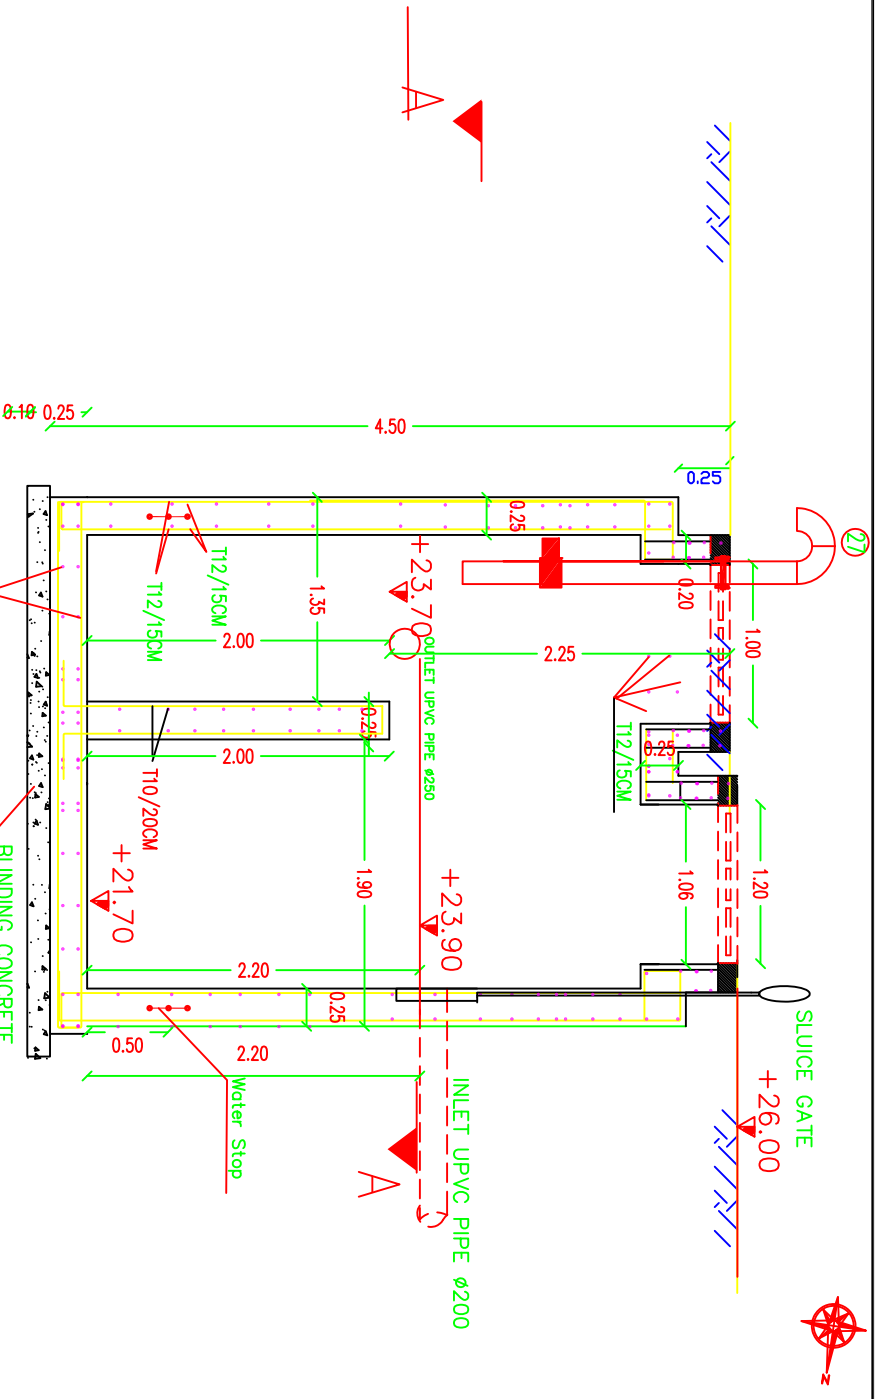 27
SLUICE GATE
+26.00
N
1.00
1.20
0.25
0.20
1.06
0.25
T12/15CM
2.25
0.25
+23.70
OUTLET UPVC PIPE ø250
+23.90
INLET UPVC PIPE ø200
A
A
4.50
1.35
0.25
1.90
0.25
2.00
2.00
2.20
2.20
T12/15CM
T12/15CM
T10/20CM
+21.70
0.50
Water Stop
0.10
0.25
BLINDING CONCRETE